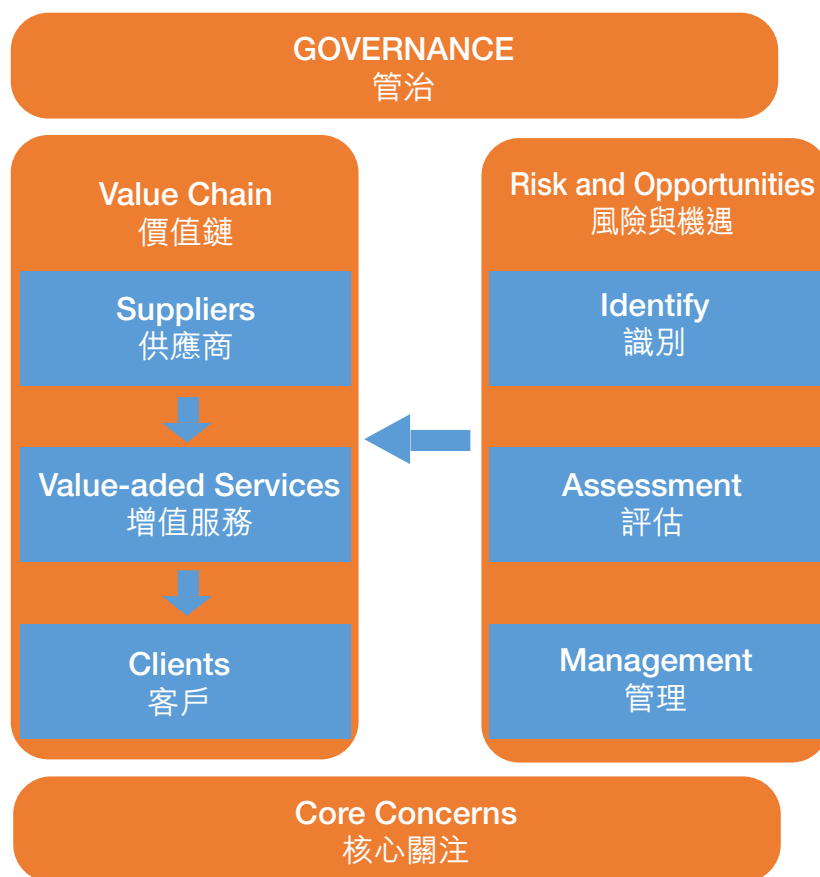 GOVERNANCE
管治
Value Chain
價值鏈
Suppliers
供應商
Value-aded Services
增值服務
Clients
客戶
Risk and Opportunities
風險與機遇
Identify
識別
Assessment
評估
Management
管理
Core Concerns
核心關注